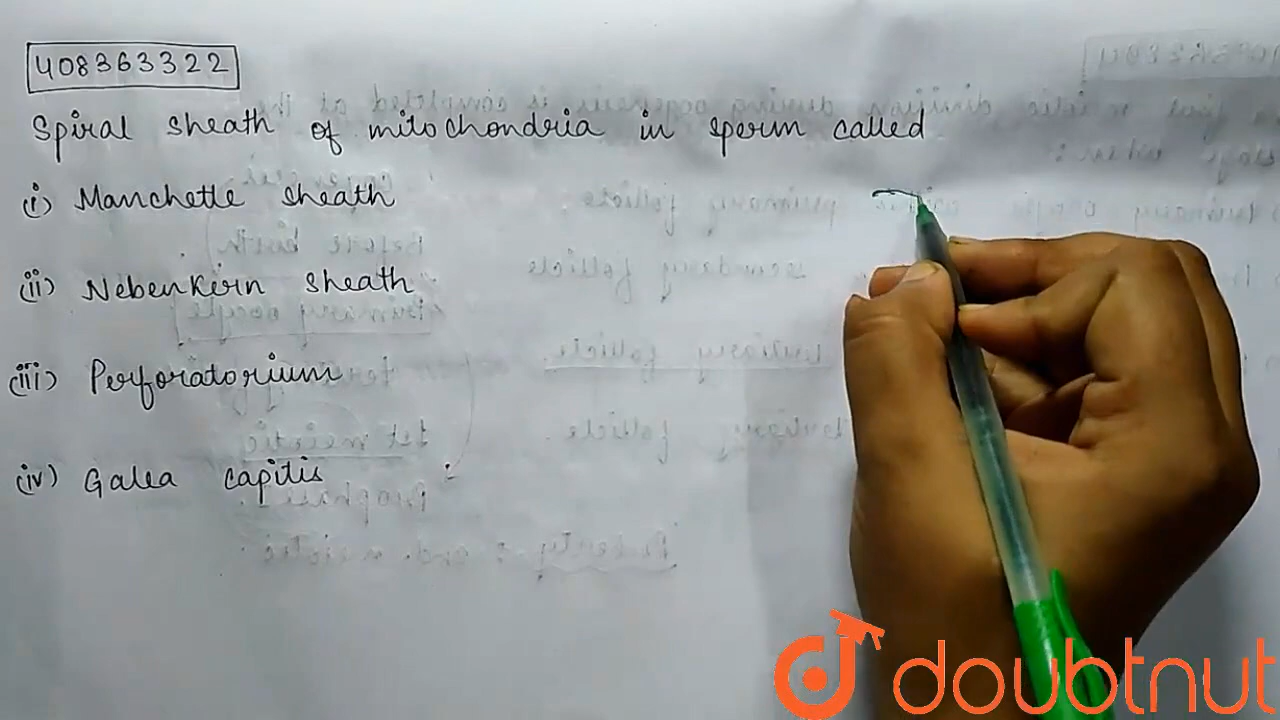 408363322
Spiral sheath of mitochondria in sperm called
(i) Manchette sheath
(ii) Nebenkern sheath
(iii) Perforatorium
(iv) Galea capitis
doubtnut